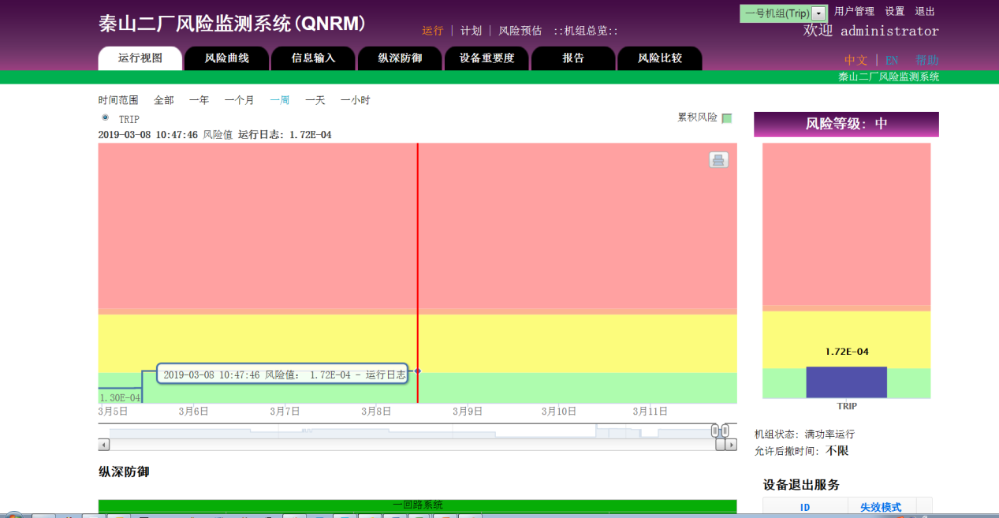 秦山二厂风险监测系统(QNRM)
运行 | 计划 | 风险预估 ::机组总览::
一号机组(Trip) 用户管理 设置 退出
欢迎 administrator
运行视图 风险曲线 信息输入 纵深防御 设备重要度 报告 风险比较
中文 | EN 帮助
秦山二厂风险监测系统
时间范围 全部 一年 一个月 一周 一天 一小时
TRIP
累积风险
2019-03-08 10:47:46 风险值 运行日志: 1.72E-04
2019-03-08 10:47:46 风险值: 1.72E-04 - 运行日志
1.30E-04
3月5日 3月6日 3月7日 3月8日 3月9日 3月10日 3月11日
风险等级: 中
1.72E-04
TRIP
机组状态: 满功率运行
允许后撤时间: 不限
纵深防御
一回路系统
设备退出服务
ID 失效模式